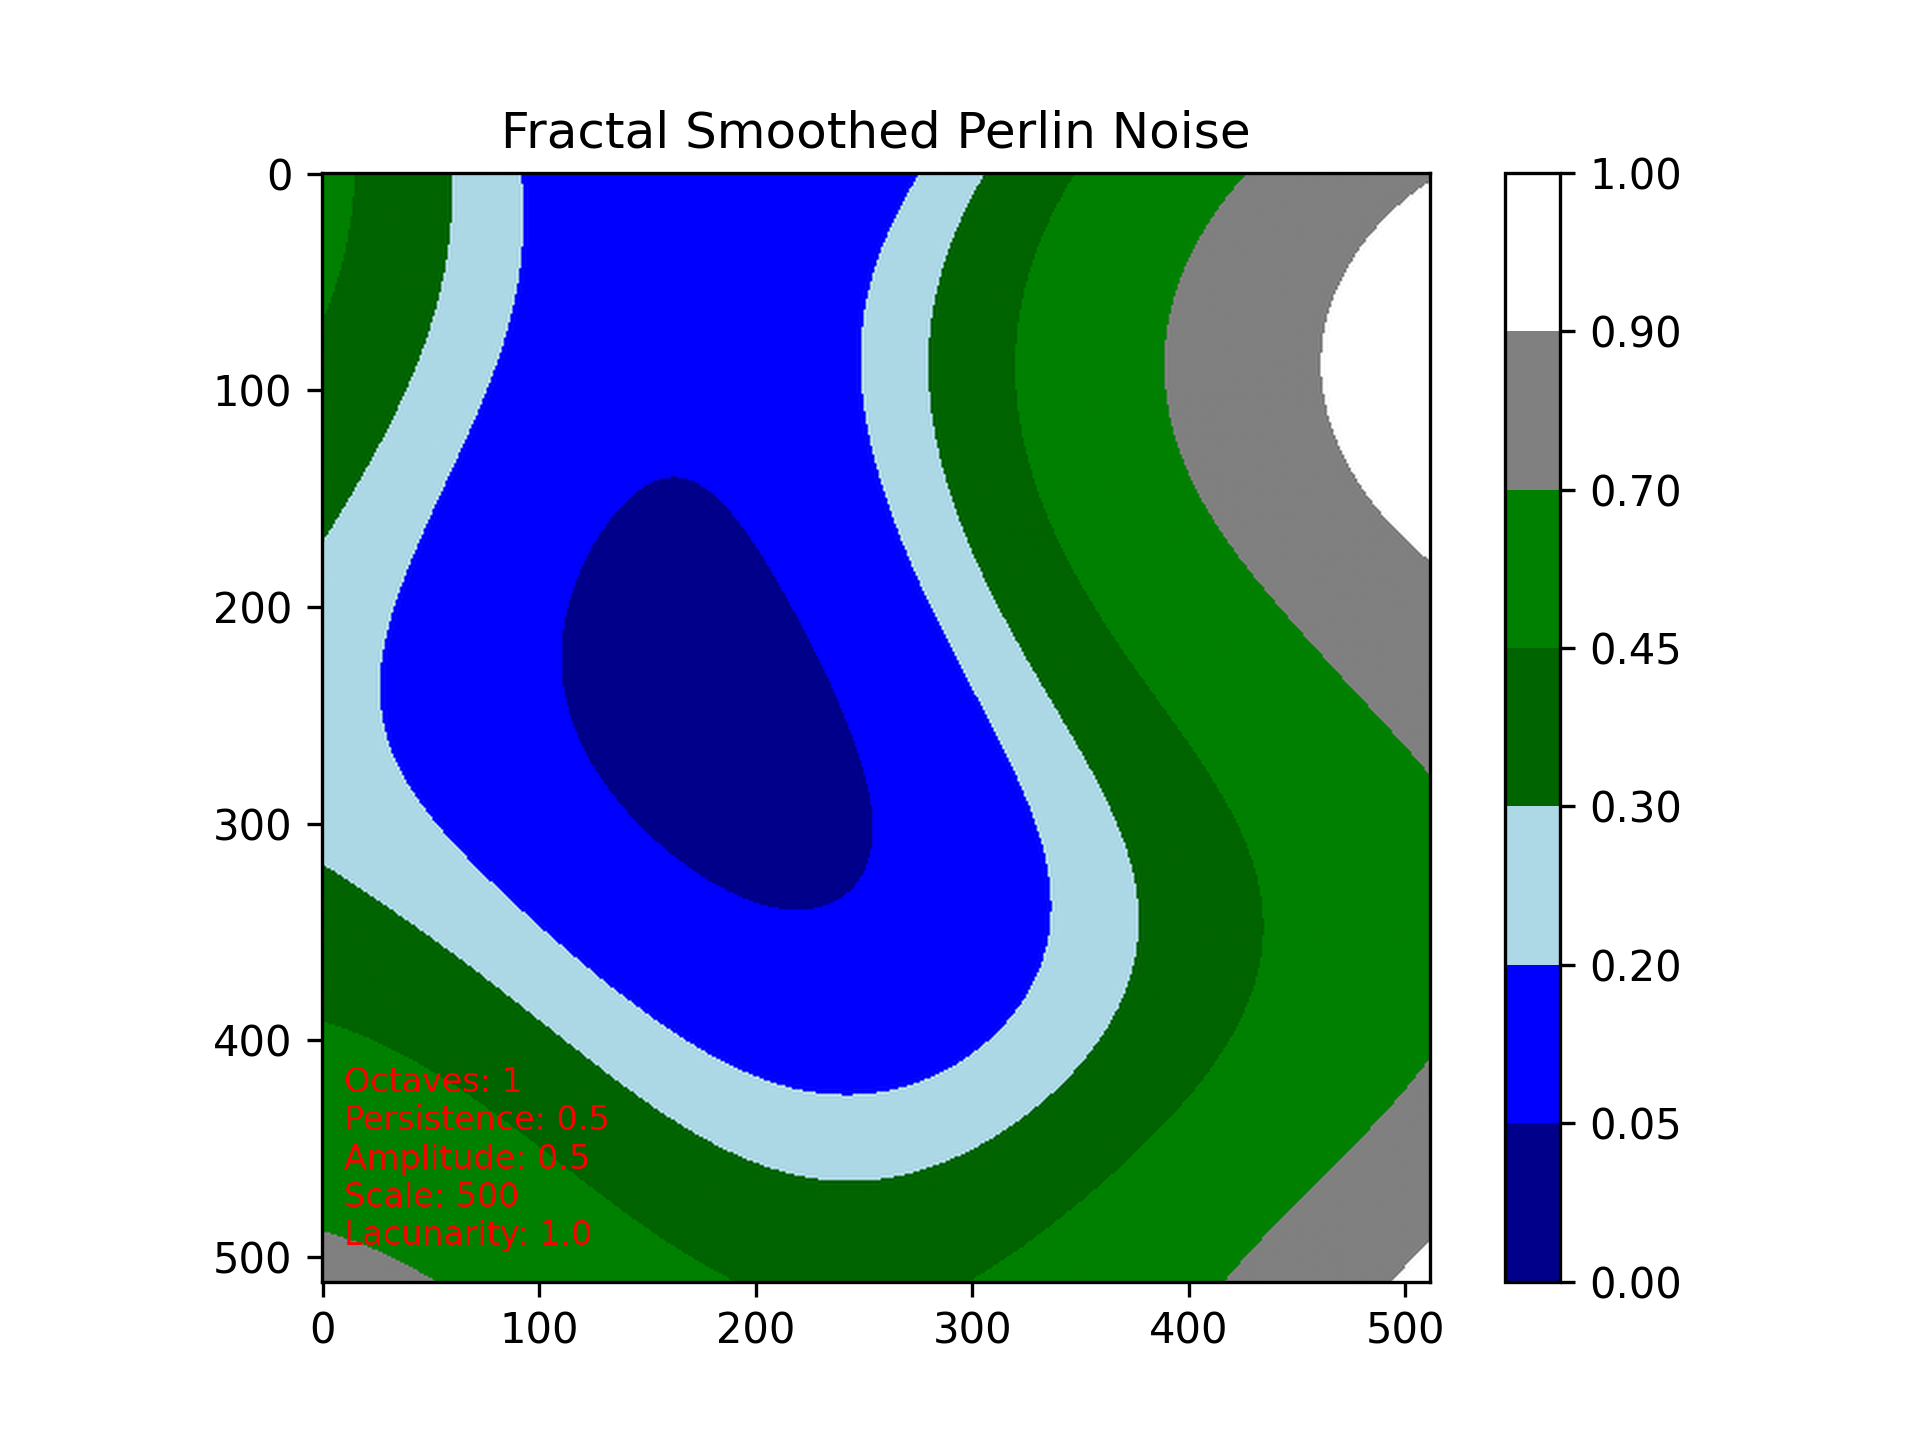 Fractal Smoothed Perlin Noise
0
100
200
300
400
500
Octaves: 1
Persistence: 0.5
Amplitude: 0.5
Scale: 500
Lacunarity: 1.0
0 100 200 300 400 500
1.00
0.90
0.70
0.45
0.30
0.20
0.05
0.00